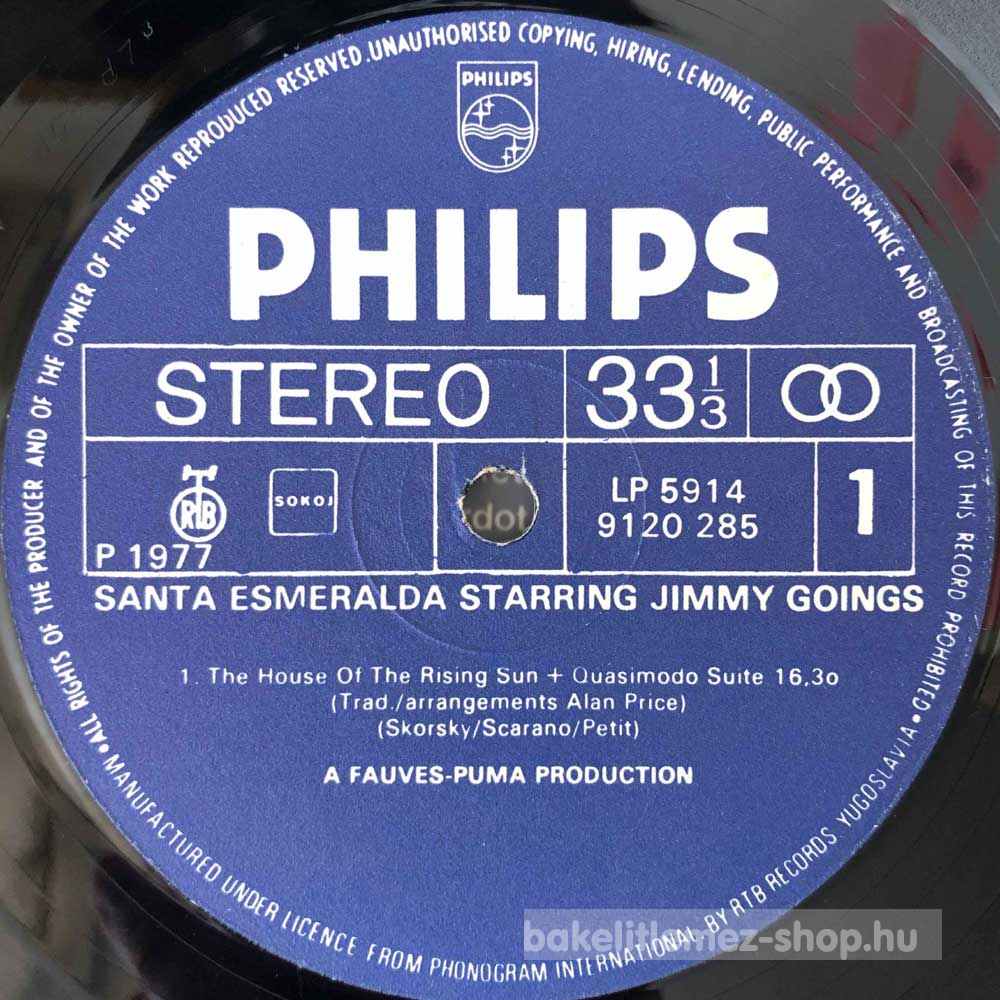 PHILIPS
PHILIPS
STEREO 33 1/3
RTB SOKOJ LP 5914 1
P 1977 9120 285
SANTA ESMERALDA STARRING JIMMY GOINGS
1. The House Of The Rising Sun + Quasimodo Suite 16,3o
(Trad./arrangements Alan Price)
(Skorsky/Scarano/Petit)
A FAUVES-PUMA PRODUCTION
• ALL RIGHTS OF THE PRODUCER AND OF THE OWNER OF THE WORK REPRODUCED RESERVED. UNAUTHORISED COPYING, HIRING, LENDING, PUBLIC PERFORMANCE AND BROADCASTING OF THIS RECORD PROHIBITED •
MANUFACTURED UNDER LICENCE FROM PHONOGRAM INTERNATIONAL BY RTB RECORDS YUGOSLAVIA •
dot
bakelitlemez-shop.hu